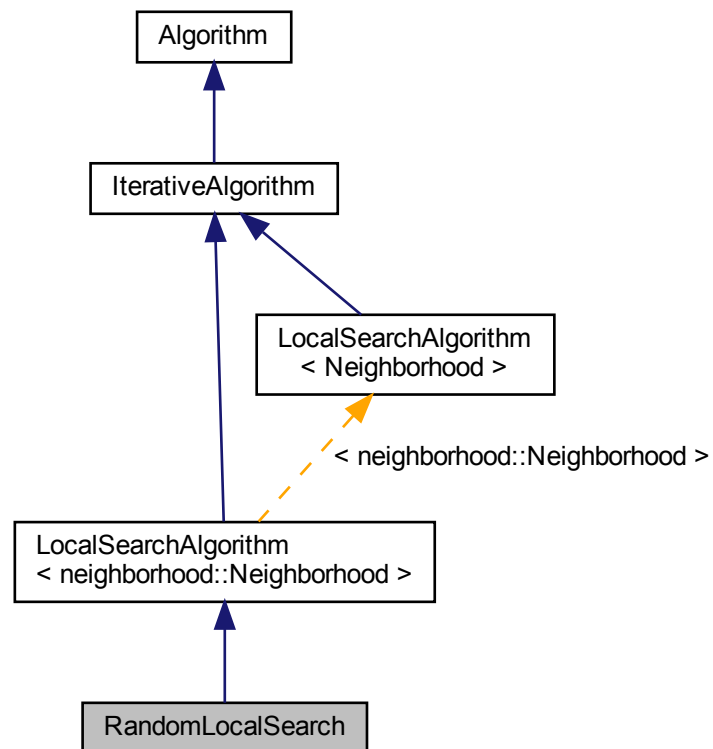 Algorithm
IterativeAlgorithm
LocalSearchAlgorithm
< Neighborhood >
< neighborhood::Neighborhood >
LocalSearchAlgorithm
< neighborhood::Neighborhood >
RandomLocalSearch